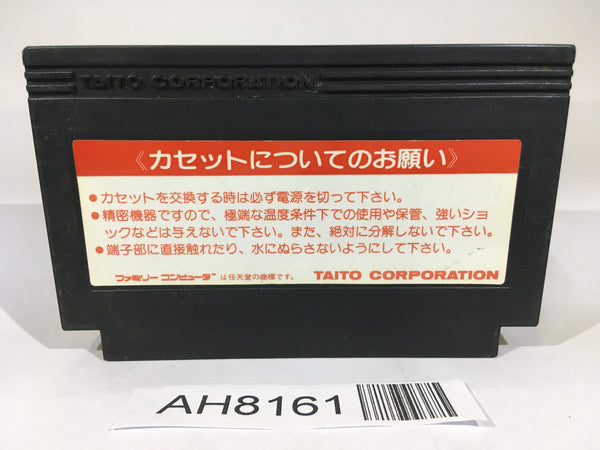 TAITO CORPORATION
《カセットについてのお願い》
●カセットを交換する時は必ず電源を切って下さい。
●精密機器ですので、極端な温度条件下での使用や保管、強いショ
ックなどは与えないで下さい。また、絶対に分解しないで下さい。
●端子部に直接触れたり、水にぬらさないようにして下さい。
ファミリーコンピュータ™は任天堂の商標です。 TAITO CORPORATION
AH8161